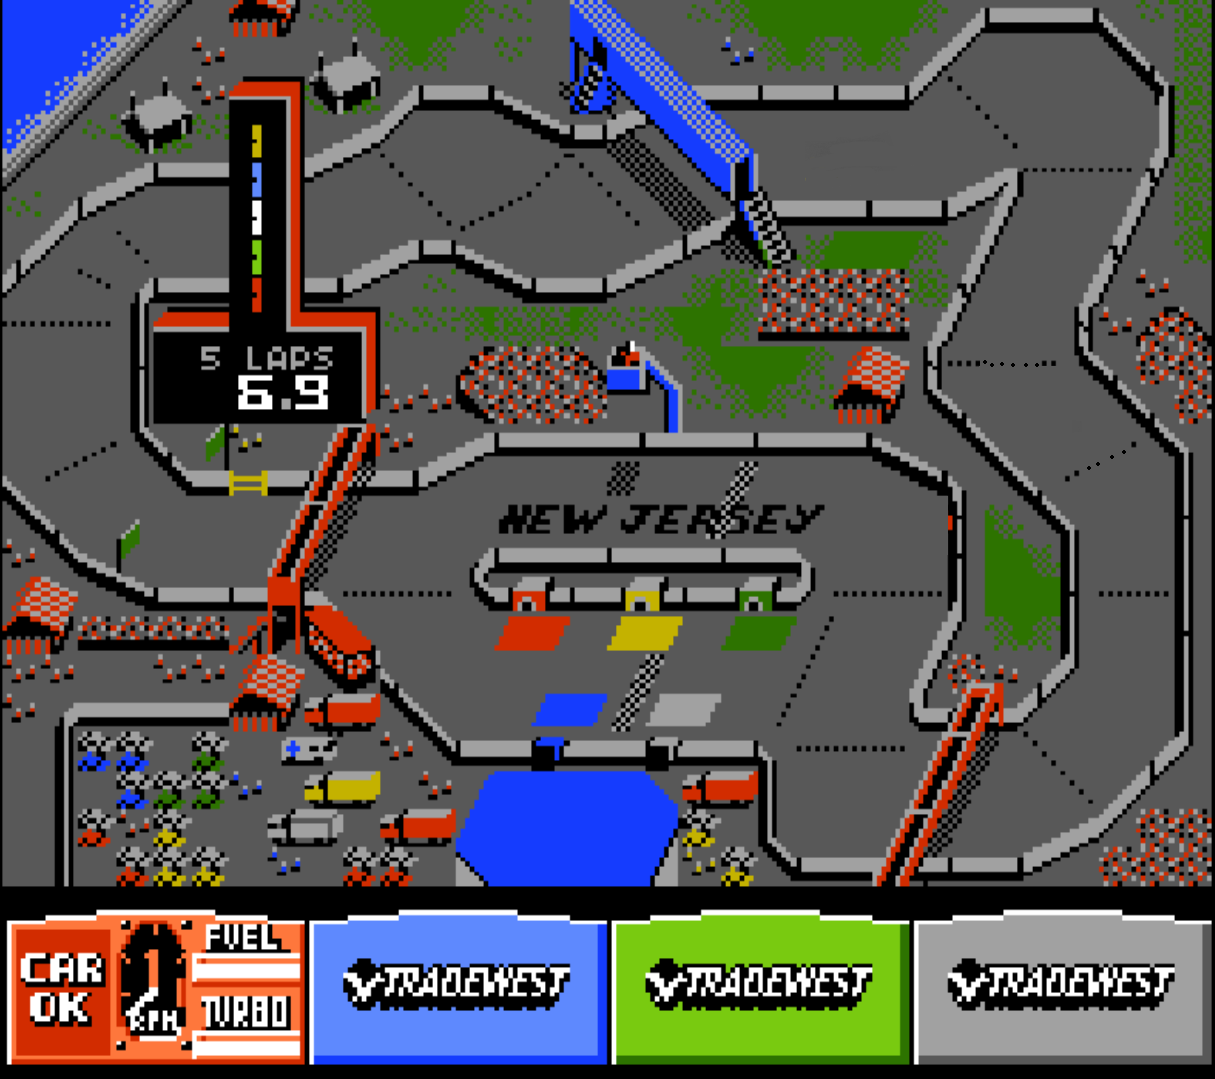 5 LAPS
6.9
NEW JERSEY
CAR
OK
1
RPM
FUEL
TURBO
TRADEWEST
TRADEWEST
TRADEWEST